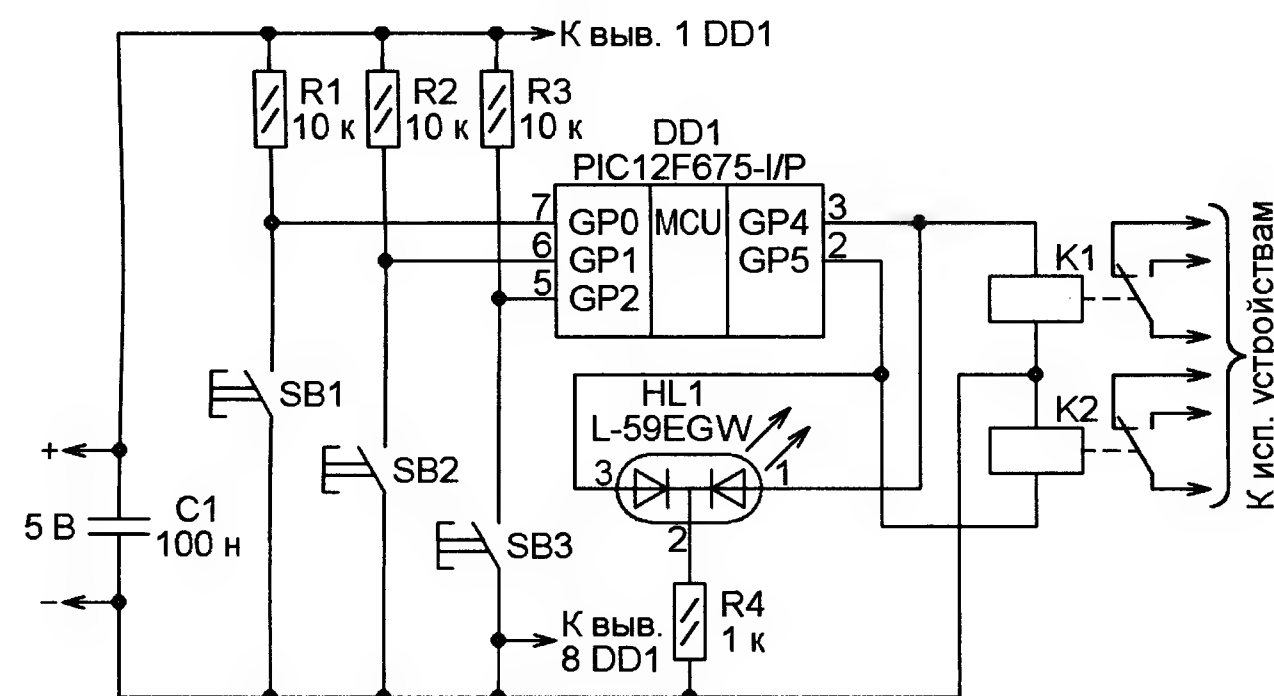 К выв. 1 DD1
R1
10 к
R2
10 к
R3
10 к
DD1
PIC12F675-I/P
7
GP0
MCU
GP4
3
6
GP1
GP5
2
5
GP2
K1
SB1
HL1
L-59EGW
K2
SB2
3
1
+
5 В
C1
100 н
SB3
2
–
К выв.
8 DD1
R4
1 к
К исп. устройствам